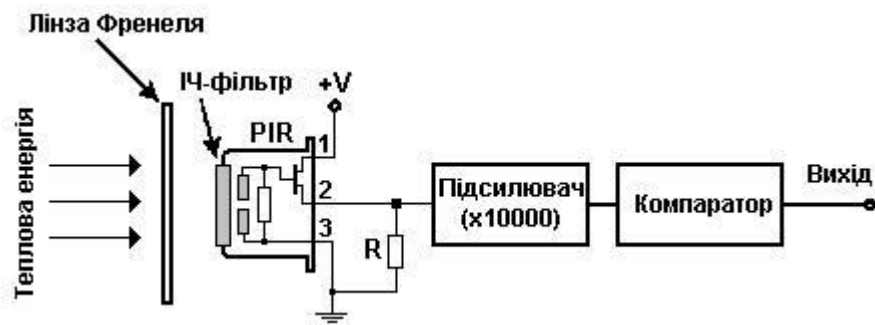 Лінза Френеля
ІЧ-фільтр
+V
PIR
1
2
3
Теплова енергія
R
Підсилювач
(x10000)
Компаратор
Вихід